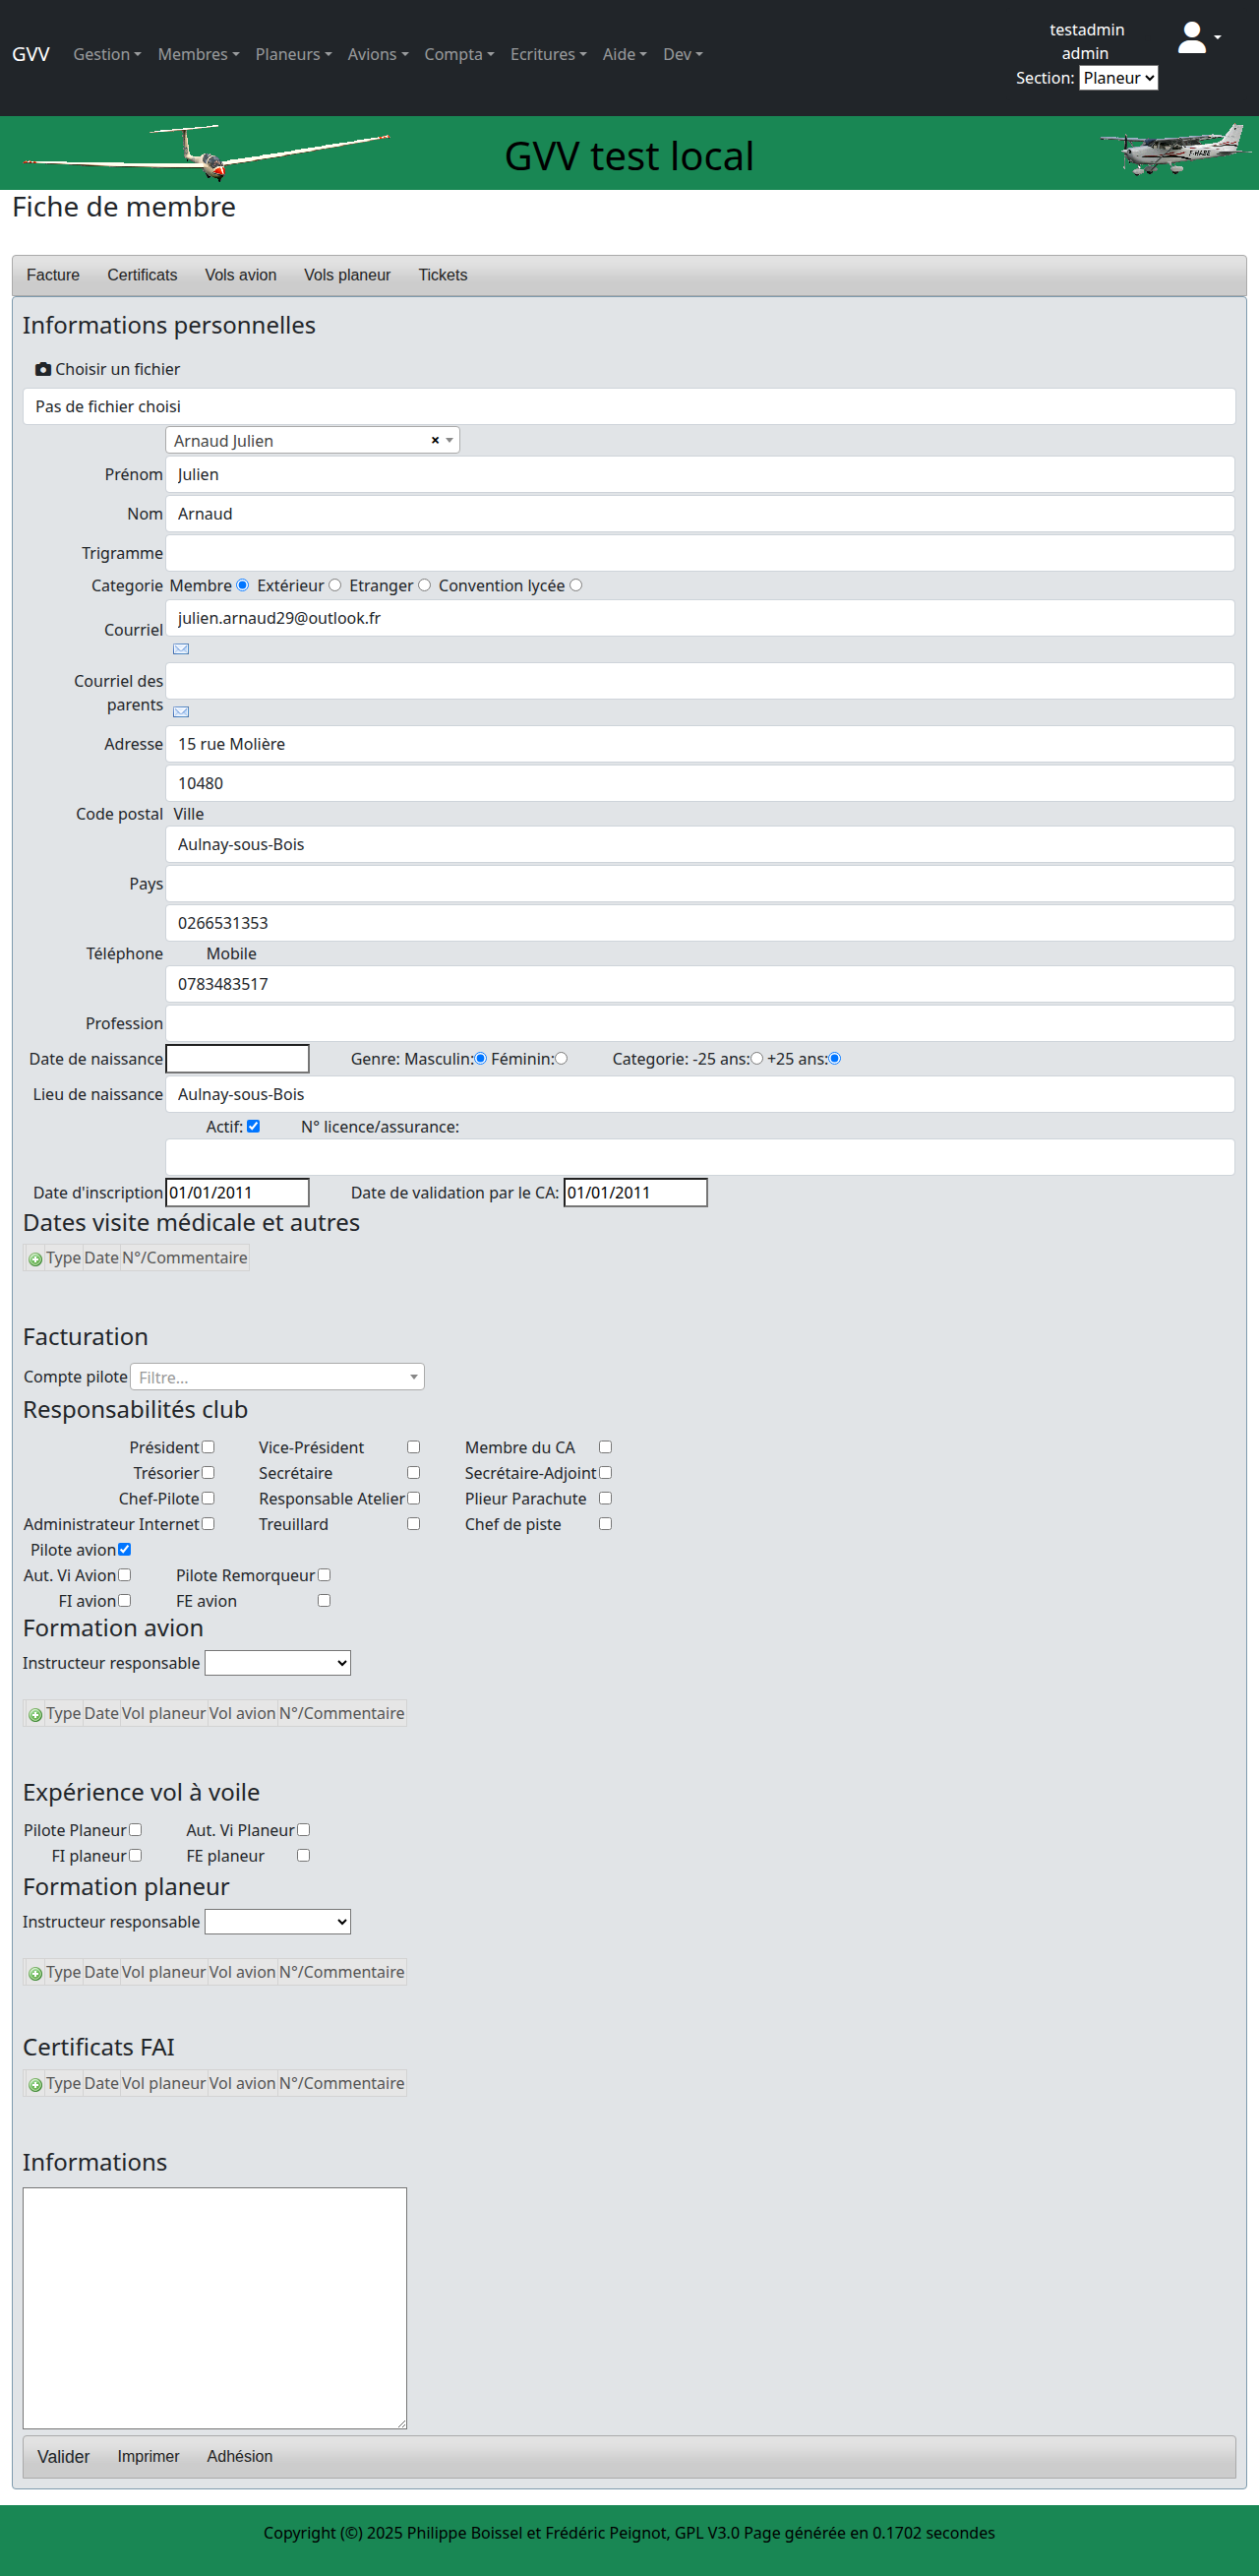 GVV Gestion Membres Planeurs Avions Compta Ecritures Aide Dev
testadmin
admin
Section: Planeur
GVV test local
F-HABE
Fiche de membre
Facture Certificats Vols avion Vols planeur Tickets
Informations personnelles
Choisir un fichier
Pas de fichier choisi
Arnaud Julien ×
Prénom Julien
Nom Arnaud
Trigramme
Categorie Membre Extérieur Etranger Convention lycée
Courriel julien.arnaud29@outlook.fr
Courriel des
parents
Adresse 15 rue Molière
10480
Code postal Ville
Aulnay-sous-Bois
Pays
0266531353
Téléphone Mobile
0783483517
Profession
Date de naissance Genre: Masculin: Féminin: Categorie: -25 ans: +25 ans:
Lieu de naissance Aulnay-sous-Bois
Actif: N° licence/assurance:
Date d'inscription 01/01/2011 Date de validation par le CA: 01/01/2011
Dates visite médicale et autres
Type Date N°/Commentaire
Facturation
Compte pilote Filtre...
Responsabilités club
Président Vice-Président Membre du CA
Trésorier Secrétaire Secrétaire-Adjoint
Chef-Pilote Responsable Atelier Plieur Parachute
Administrateur Internet Treuillard Chef de piste
Pilote avion
Aut. Vi Avion Pilote Remorqueur
FI avion FE avion
Formation avion
Instructeur responsable
Type Date Vol planeur Vol avion N°/Commentaire
Expérience vol à voile
Pilote Planeur Aut. Vi Planeur
FI planeur FE planeur
Formation planeur
Instructeur responsable
Type Date Vol planeur Vol avion N°/Commentaire
Certificats FAI
Type Date Vol planeur Vol avion N°/Commentaire
Informations
Valider Imprimer Adhésion
Copyright (©) 2025 Philippe Boissel et Frédéric Peignot, GPL V3.0 Page générée en 0.1702 secondes